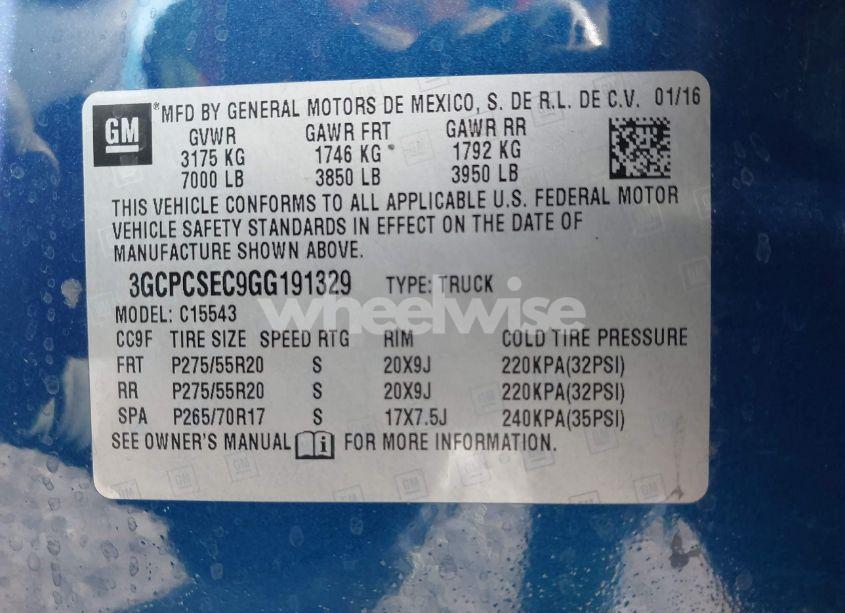 GM
®MFD BY GENERAL MOTORS DE MEXICO, S. DE R.L. DE C.V. 01/16
GVWR GAWR FRT GAWR RR
3175 KG 1746 KG 1792 KG
7000 LB 3850 LB 3950 LB
THIS VEHICLE CONFORMS TO ALL APPLICABLE U.S. FEDERAL MOTOR
VEHICLE SAFETY STANDARDS IN EFFECT ON THE DATE OF
MANUFACTURE SHOWN ABOVE.
3GCPCSEC9GG191329 TYPE: TRUCK
wheelwise
MODEL: C15543
CC9F TIRE SIZE SPEED RTG RIM COLD TIRE PRESSURE
FRT P275/55R20 S 20X9J 220KPA(32PSI)
RR P275/55R20 S 20X9J 220KPA(32PSI)
SPA P265/70R17 S 17X7.5J 240KPA(35PSI)
SEE OWNER'S MANUAL i FOR MORE INFORMATION.